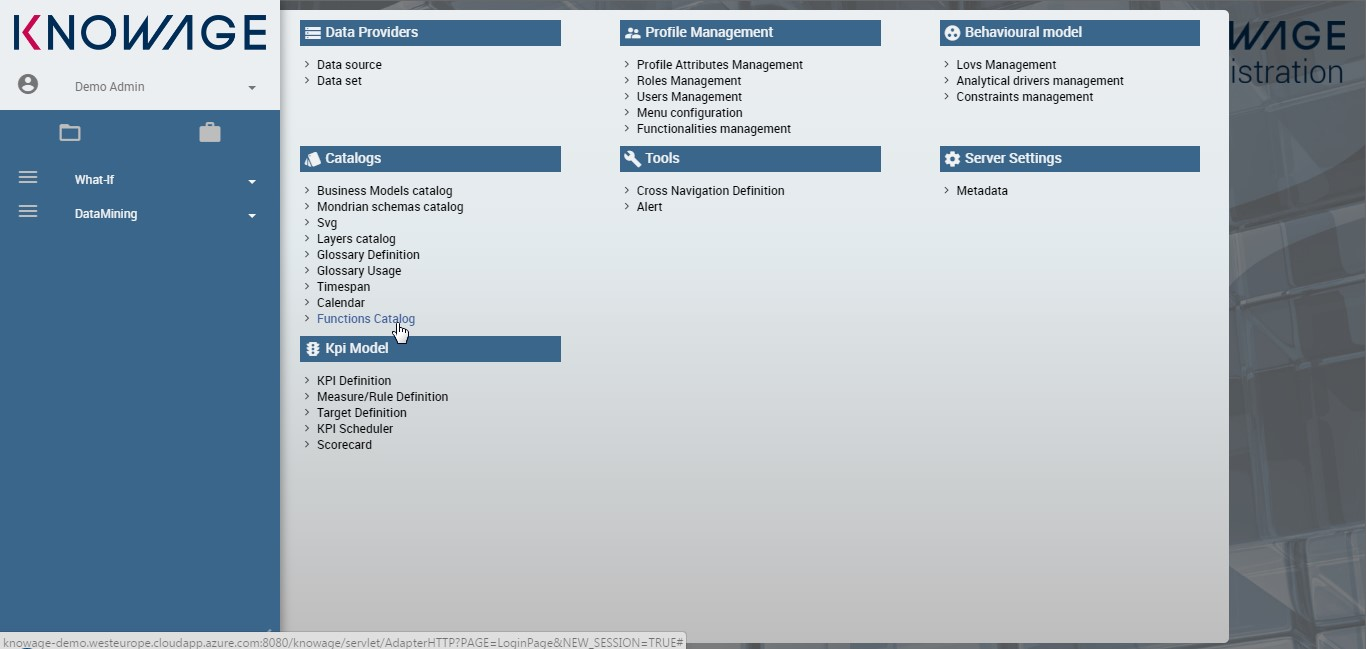 KNOWAGE
Demo Admin
What-If
DataMining
Data Providers
Data source
Data set
Profile Management
Profile Attributes Management
Roles Management
Users Management
Menu configuration
Functionalities management
Behavioural model
Lovs Management
Analytical drivers management
Constraints management
Catalogs
Business Models catalog
Mondrian schemas catalog
Svg
Layers catalog
Glossary Definition
Glossary Usage
Timespan
Calendar
Functions Catalog
Tools
Cross Navigation Definition
Alert
Server Settings
Metadata
Kpi Model
KPI Definition
Measure/Rule Definition
Target Definition
KPI Scheduler
Scorecard
WAGE
istration
knowage-demo.westeurope.cloudapp.azure.com:8080/knowage/servlet/AdapterHTTP?PAGE=LoginPage&NEW_SESSION=TRUE#